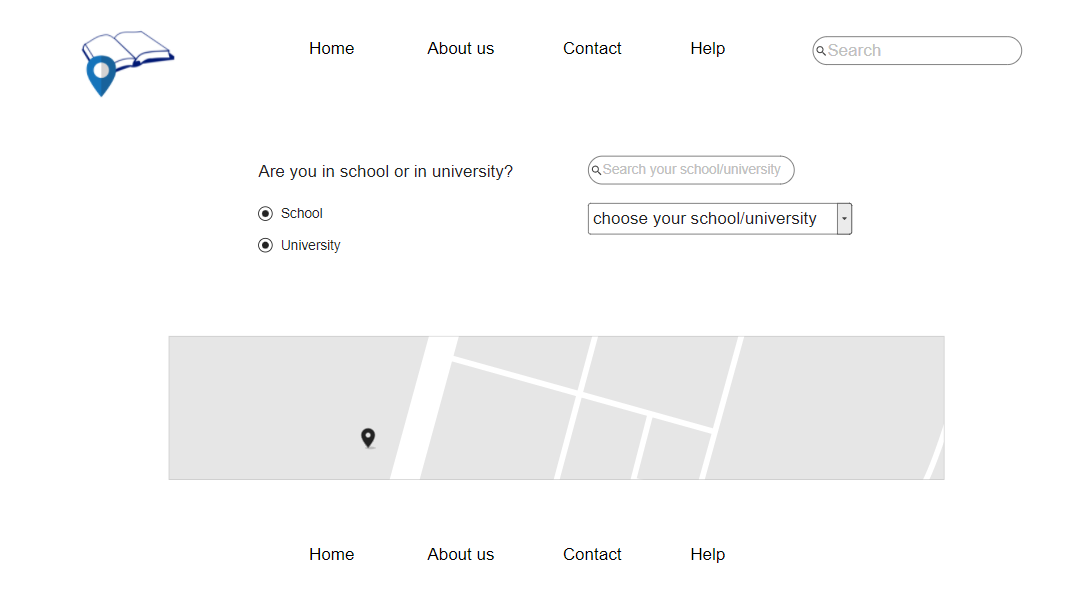 Home About us Contact Help Search
Are you in school or in university?
Search your school/university
School
choose your school/university
University
Home About us Contact Help